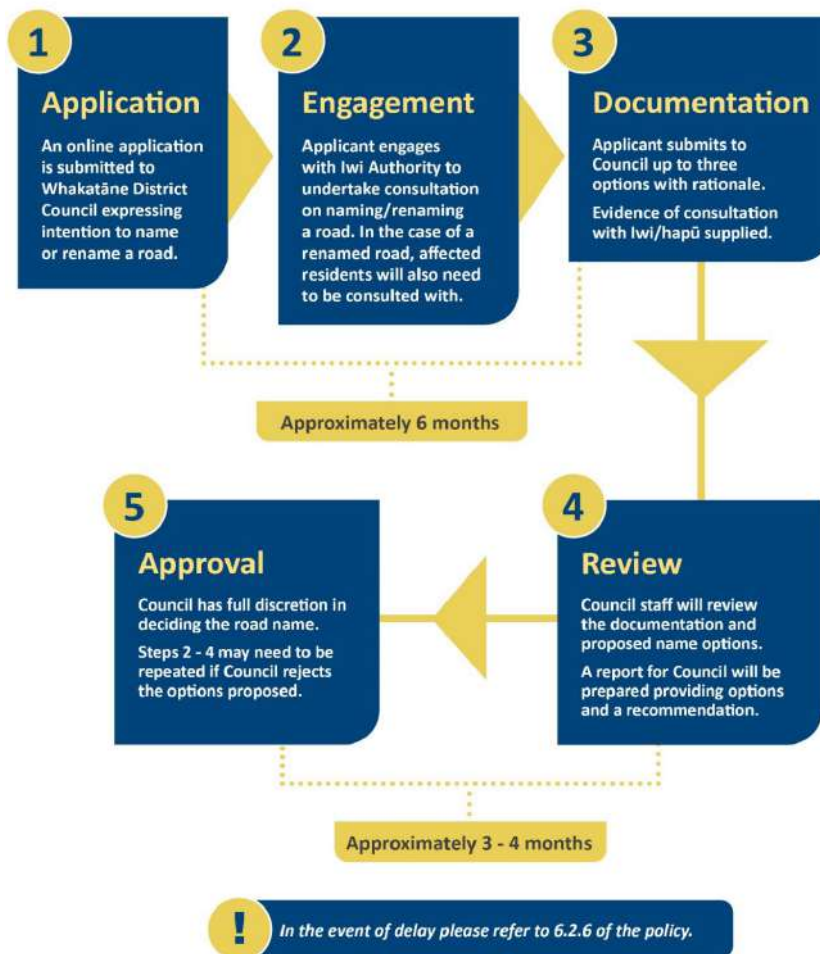 1
Application
An online application
is submitted to
Whakatāne District
Council expressing
intention to name
or rename a road.
2
Engagement
Applicant engages
with Iwi Authority to
undertake consultation
on naming/renaming
a road. In the case of a
renamed road, affected
residents will also need
to be consulted with.
3
Documentation
Applicant submits to
Council up to three
options with rationale.
Evidence of consultation
with Iwi/hapū supplied.
Approximately 6 months
4
Review
Council staff will review
the documentation and
proposed name options.
A report for Council will be
prepared providing options
and a recommendation.
5
Approval
Council has full discretion in
deciding the road name.
Steps 2 - 4 may need to be
repeated if Council rejects
the options proposed.
Approximately 3 - 4 months
! In the event of delay please refer to 6.2.6 of the policy.